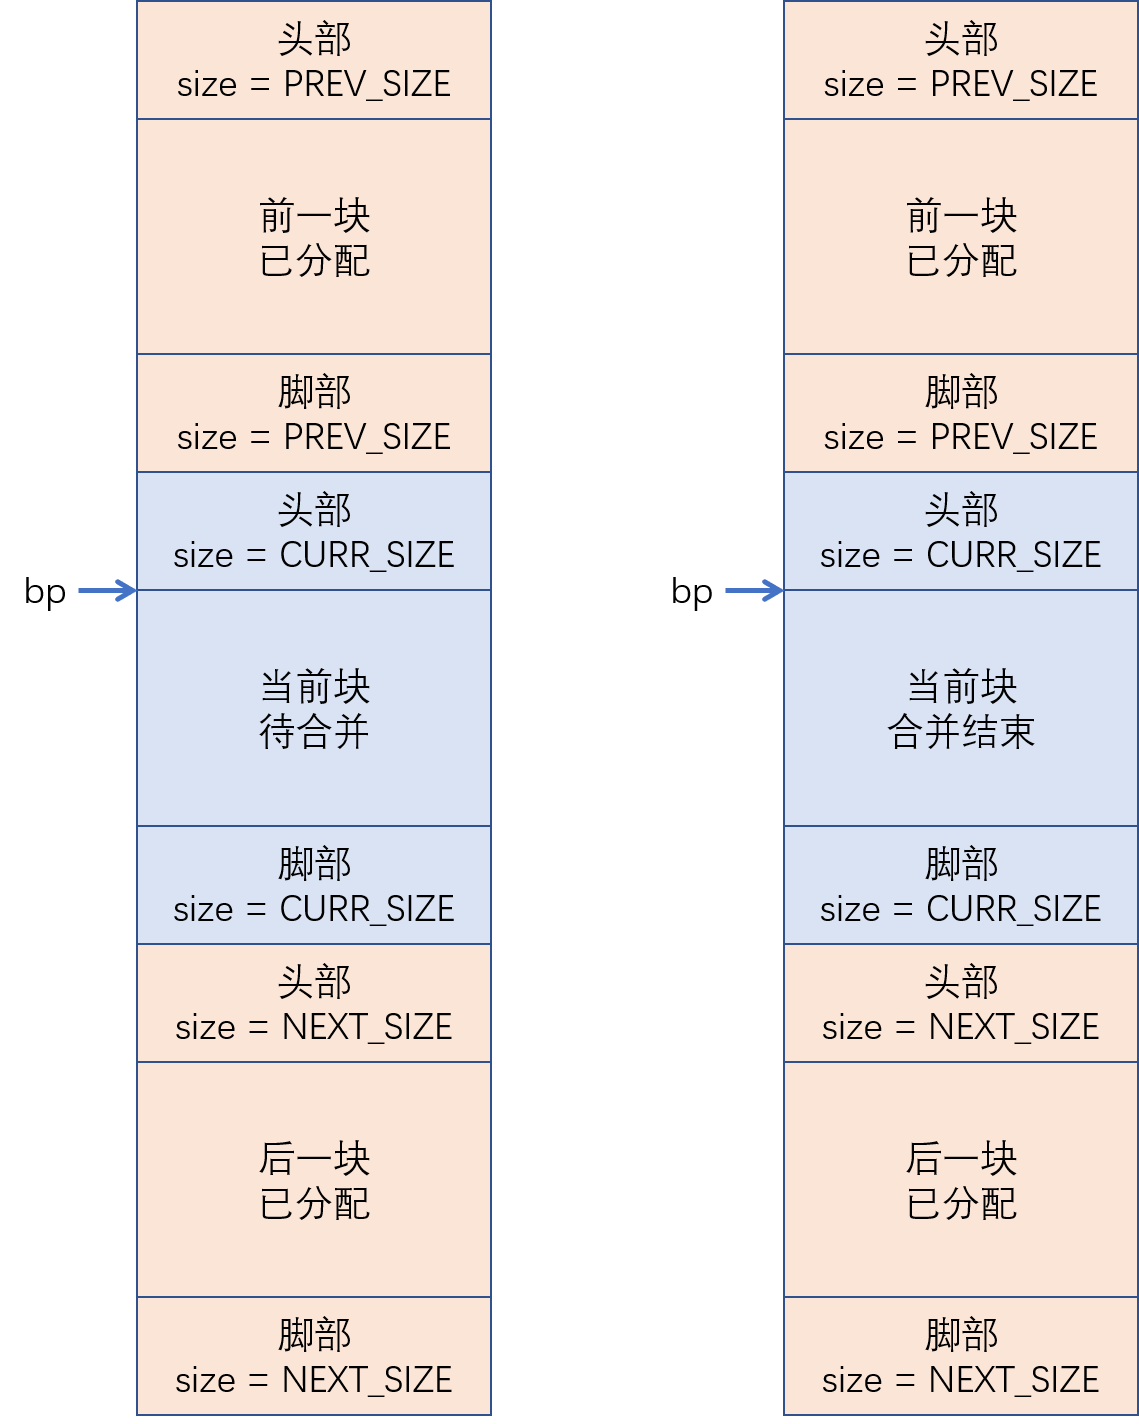 头部
size = PREV_SIZE
前一块
已分配
脚部
size = PREV_SIZE
头部
size = CURR_SIZE
bp
当前块
待合并
脚部
size = CURR_SIZE
头部
size = NEXT_SIZE
后一块
已分配
脚部
size = NEXT_SIZE
头部
size = PREV_SIZE
前一块
已分配
脚部
size = PREV_SIZE
头部
size = CURR_SIZE
bp
当前块
合并结束
脚部
size = CURR_SIZE
头部
size = NEXT_SIZE
后一块
已分配
脚部
size = NEXT_SIZE